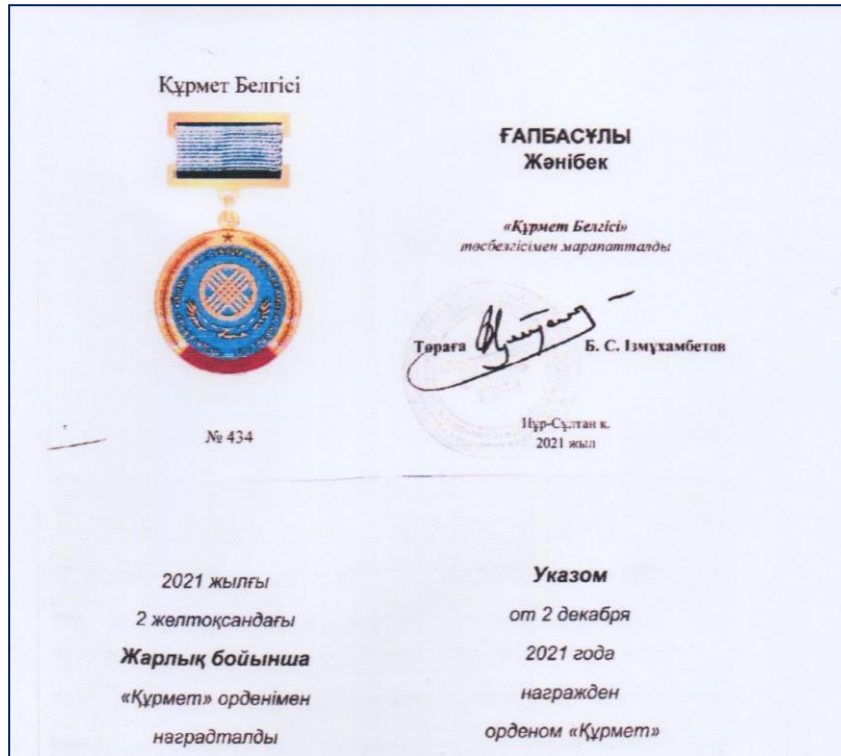 Құрмет Белгісі
№ 434
ҒАПБАСҰЛЫ
Жәнібек
«Құрмет Белгісі»
төсбелгісімен марапатталды
Төраға Б. С. Ізмұхамбетов
Нұр-Сұлтан к.
2021 жыл
2021 жылғы
2 желтоқсандағы
Жарлық бойынша
«Құрмет» орденімен
наградталды
Указом
от 2 декабря
2021 года
награжден
орденом «Құрмет»